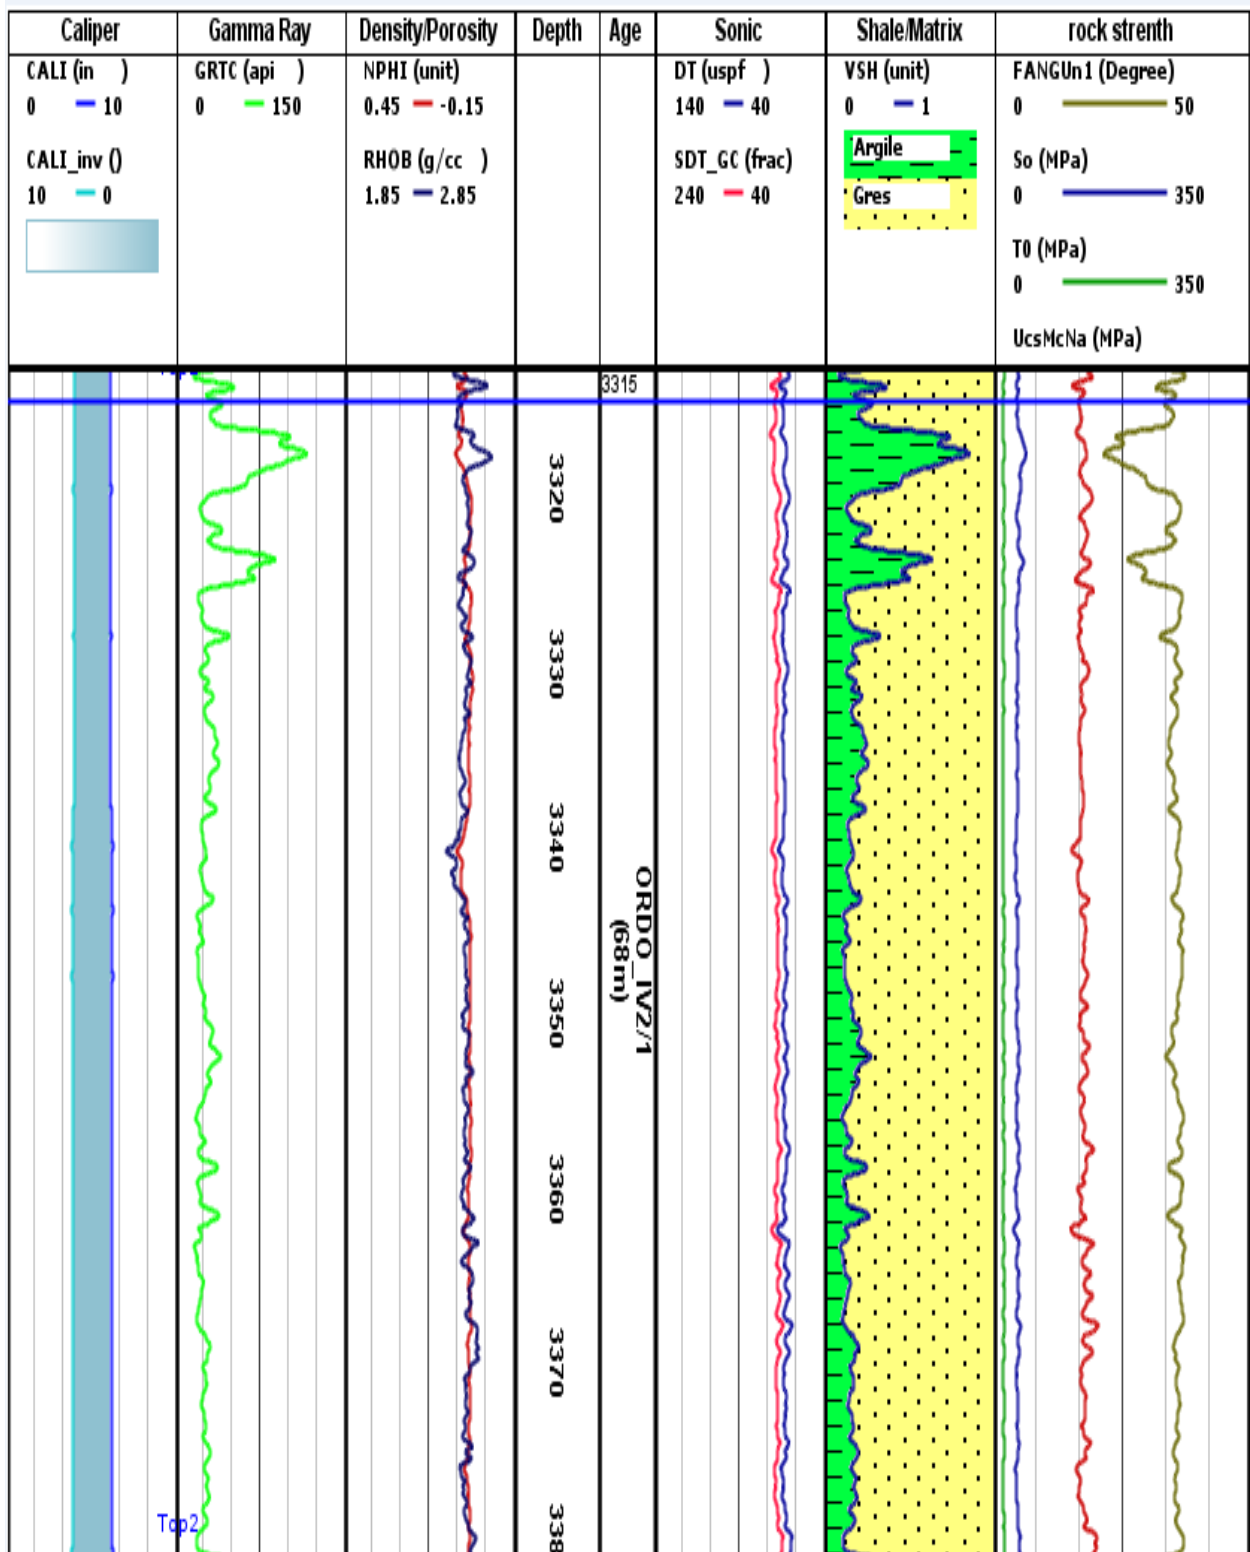 Caliper Gamma Ray Density/Porosity Depth Age Sonic Shale/Matrix rock strenth
CALI (in )
0 10
CALI_inv ()
10 0
GRTC (api )
0 150
NPHI (unit)
0.45 -0.15
RHOB (g/cc )
1.85 2.85
DT (uspf )
140 40
SDT_GC (frac)
240 40
VSH (unit)
0 1
Argile
Gres
FANGUn1 (Degree)
0 50
So (MPa)
0 350
T0 (MPa)
0 350
UcsMcNa (MPa)
3315
3320
3330
3340
ORDO_IV2/1
(68m)
3350
3360
3370
338
Top2